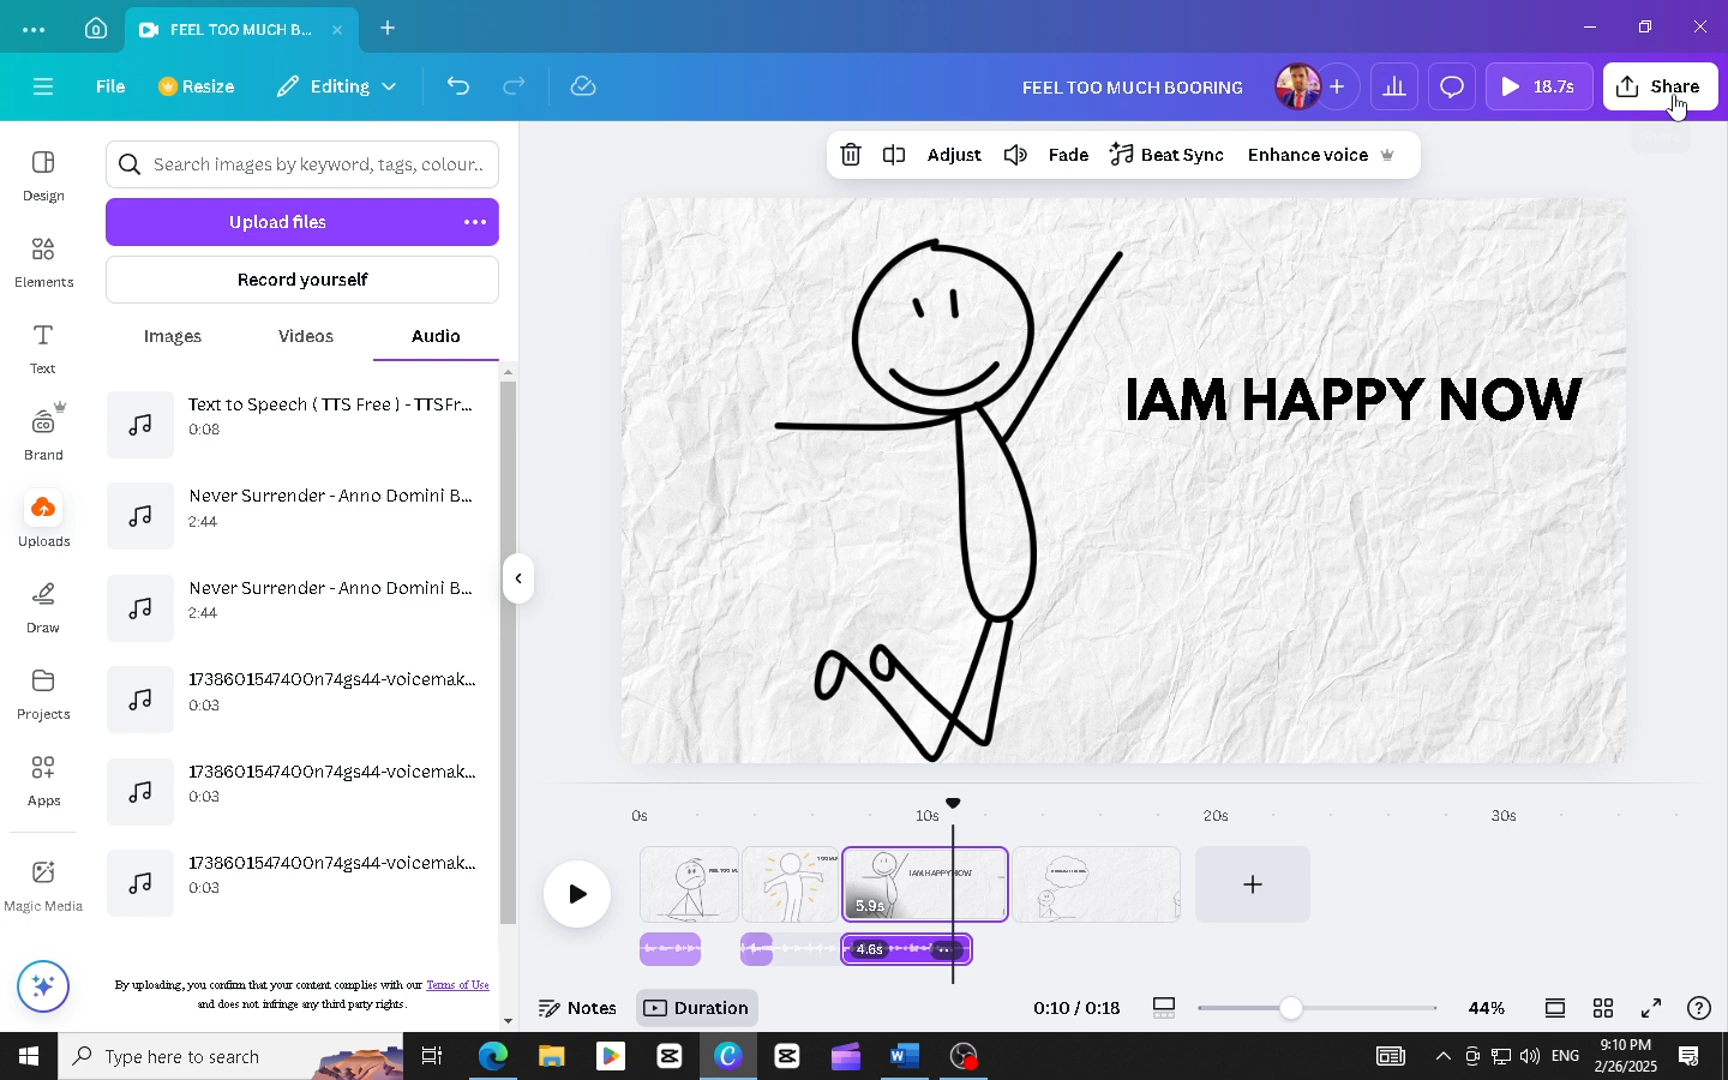 FEEL TOO MUCH B...
File
Resize
Editing
FEEL TOO MUCH BOORING
18.7s
Share
Search images by keyword, tags, colour..
Upload files
Record yourself
Images
Videos
Audio
Design
Elements
Text
Brand
Uploads
Draw
Projects
Apps
Magic Media
Text to Speech ( TTS Free ) - TTSFr...
0:08
Never Surrender - Anno Domini B...
2:44
Never Surrender - Anno Domini B...
2:44
1738601547400n74gs44-voicemak...
0:03
1738601547400n74gs44-voicemak...
0:03
1738601547400n74gs44-voicemak...
0:03
By uploading, you confirm that your content complies with our Terms of Use
and does not infringe any third party rights.
Adjust
Fade
Beat Sync
Enhance voice
IAM HAPPY NOW
0s
10s
20s
30s
IAM HAPPY NOW
5.9s
4.6s
Notes
Duration
0:10 / 0:18
44%
Type here to search
ENG
9:10 PM
2/26/2025